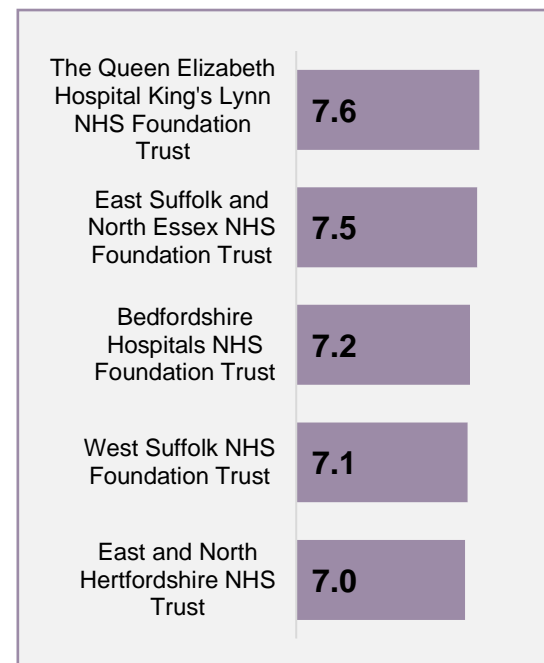 The Queen Elizabeth
Hospital King's Lynn
NHS Foundation
Trust
7.6
East Suffolk and
North Essex NHS
Foundation Trust
7.5
Bedfordshire
Hospitals NHS
Foundation Trust
7.2
West Suffolk NHS
Foundation Trust
7.1
East and North
Hertfordshire NHS
Trust
7.0